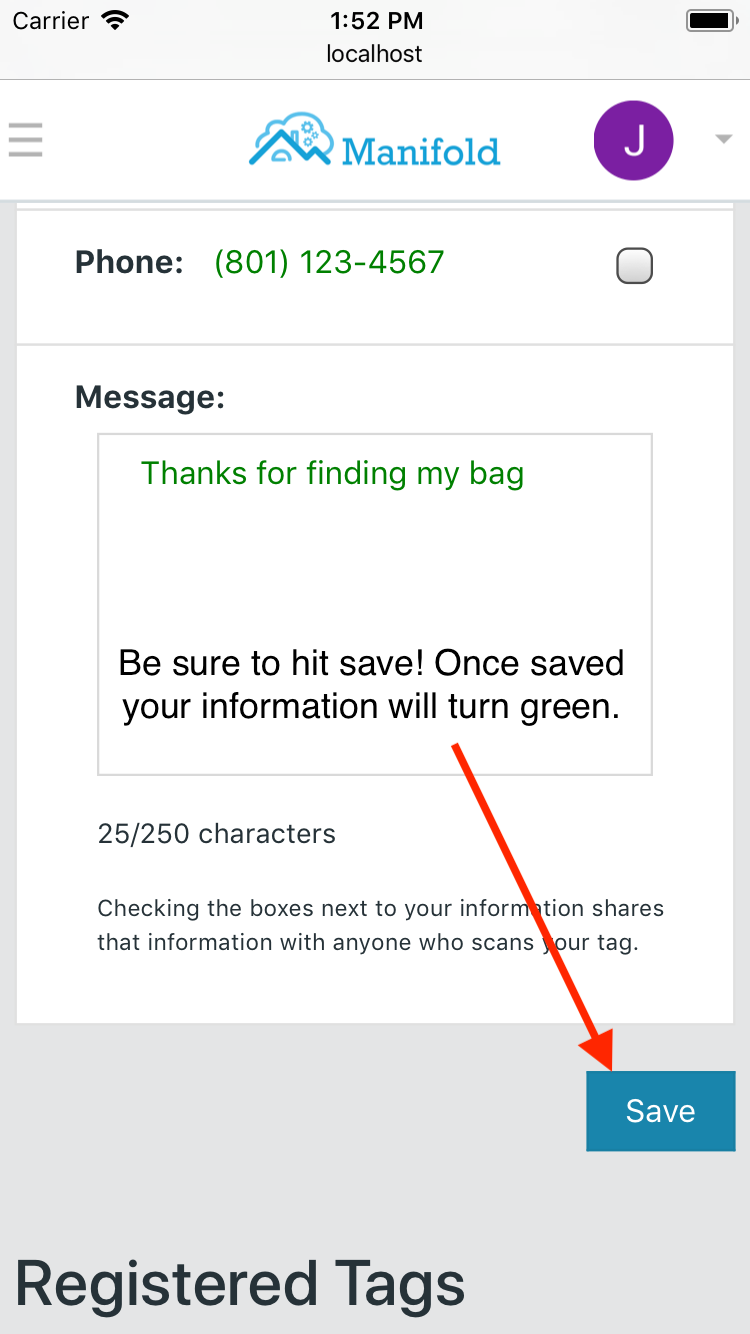 Carrier 1:52 PM
localhost
Manifold J
Phone: (801) 123-4567
Message:
Thanks for finding my bag
Be sure to hit save! Once saved
your information will turn green.
25/250 characters
Checking the boxes next to your information shares
that information with anyone who scans your tag.
Save
Registered Tags